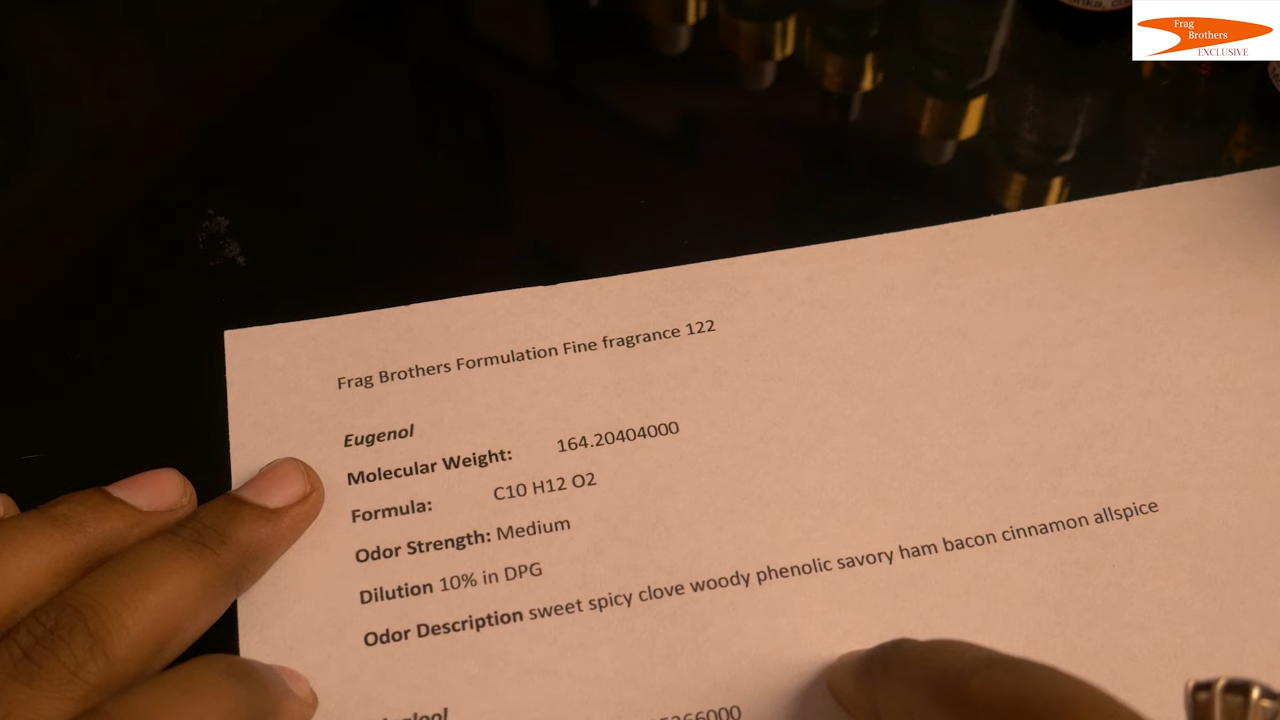 Frag
Brothers
EXCLUSIVE
Frag Brothers Formulation Fine fragrance 122
Eugenol
Molecular Weight: 164.20404000
Formula: C10 H12 O2
Odor Strength: Medium
Dilution 10% in DPG
Odor Description sweet spicy clove woody phenolic savory ham bacon cinnamon allspice